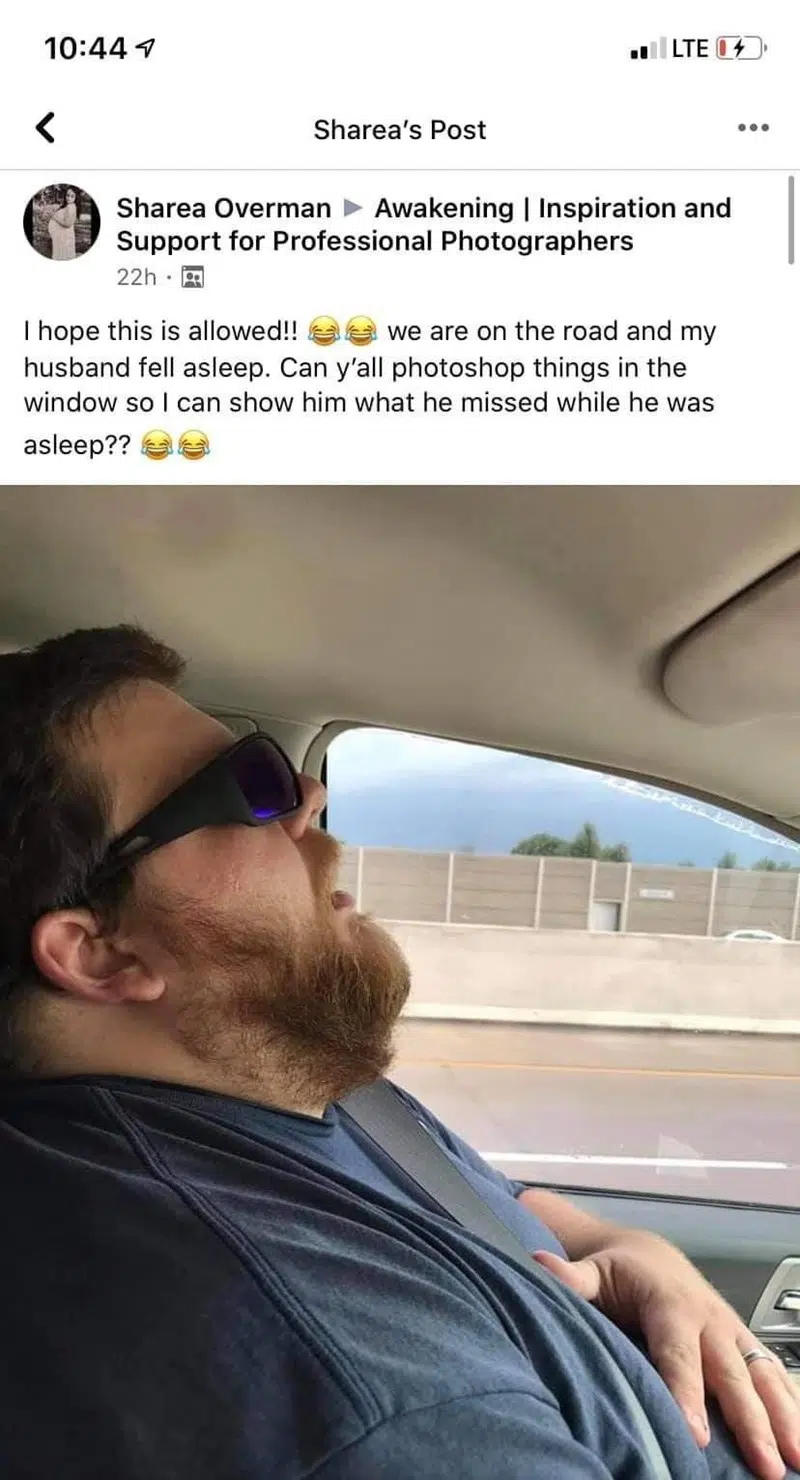 10:44
LTE
Sharea's Post
Sharea Overman ▶ Awakening | Inspiration and
Support for Professional Photographers
22h ·
I hope this is allowed!! 😂😂 we are on the road and my
husband fell asleep. Can y'all photoshop things in the
window so I can show him what he missed while he was
asleep?? 😂😂